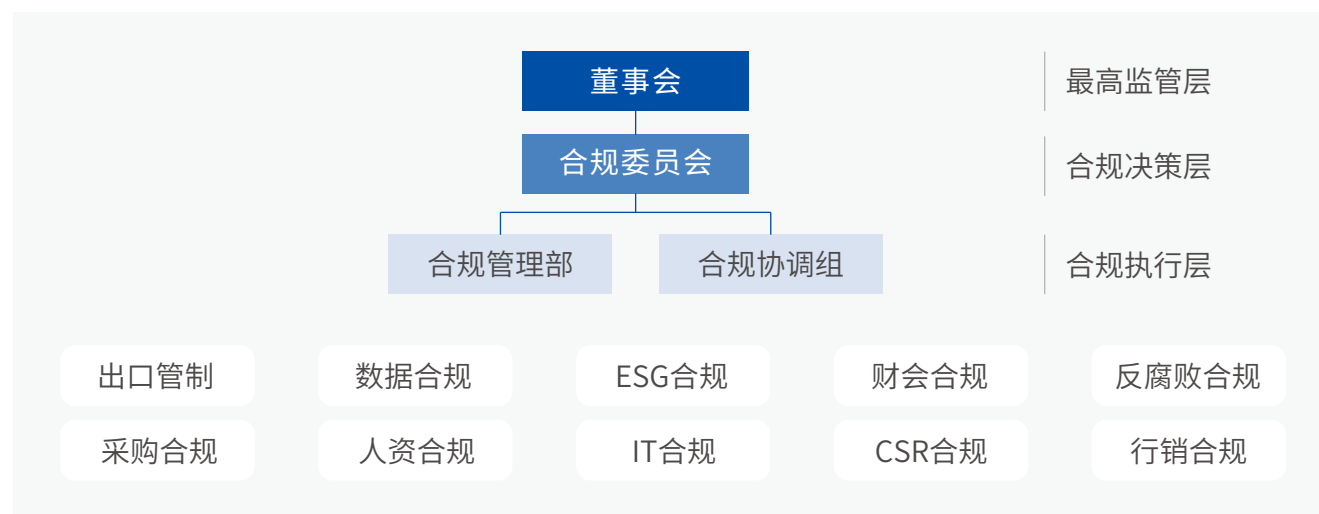 董事会
最高监管层
合规委员会
合规决策层
合规管理部
合规协调组
合规执行层
出口管制
数据合规
ESG合规
财会合规
反腐败合规
采购合规
人资合规
IT合规
CSR合规
行销合规